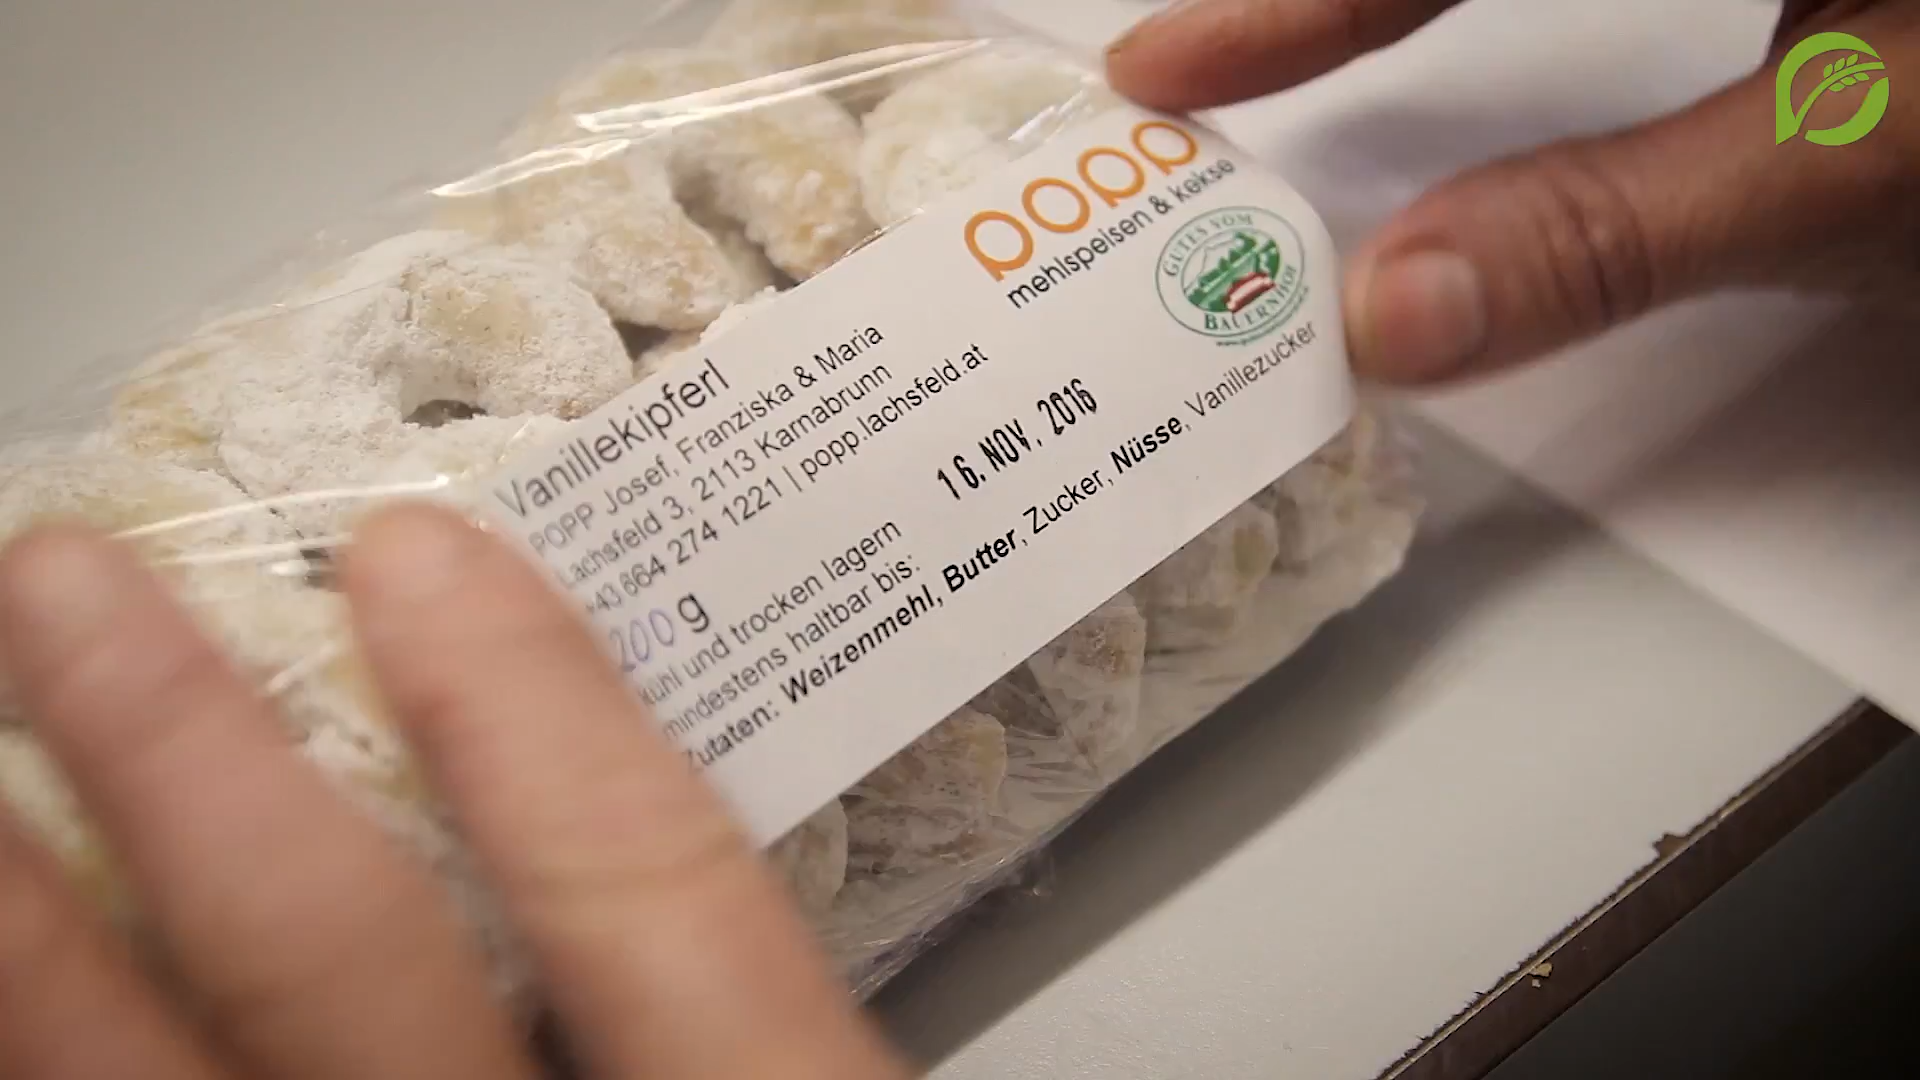 popp
mehlspeisen & kekse
GUTES VOM
BAUERNHOF
Vanillekipferl
POPP Josef, Franziska & Maria
Lachsfeld 3, 2113 Karnabrunn
+43 664 274 1221 | popp.lachsfeld.at
200 g
kühl und trocken lagern
mindestens haltbar bis:
16. NOV. 2016
Zutaten: Weizenmehl, Butter, Zucker, Nüsse, Vanillezucker